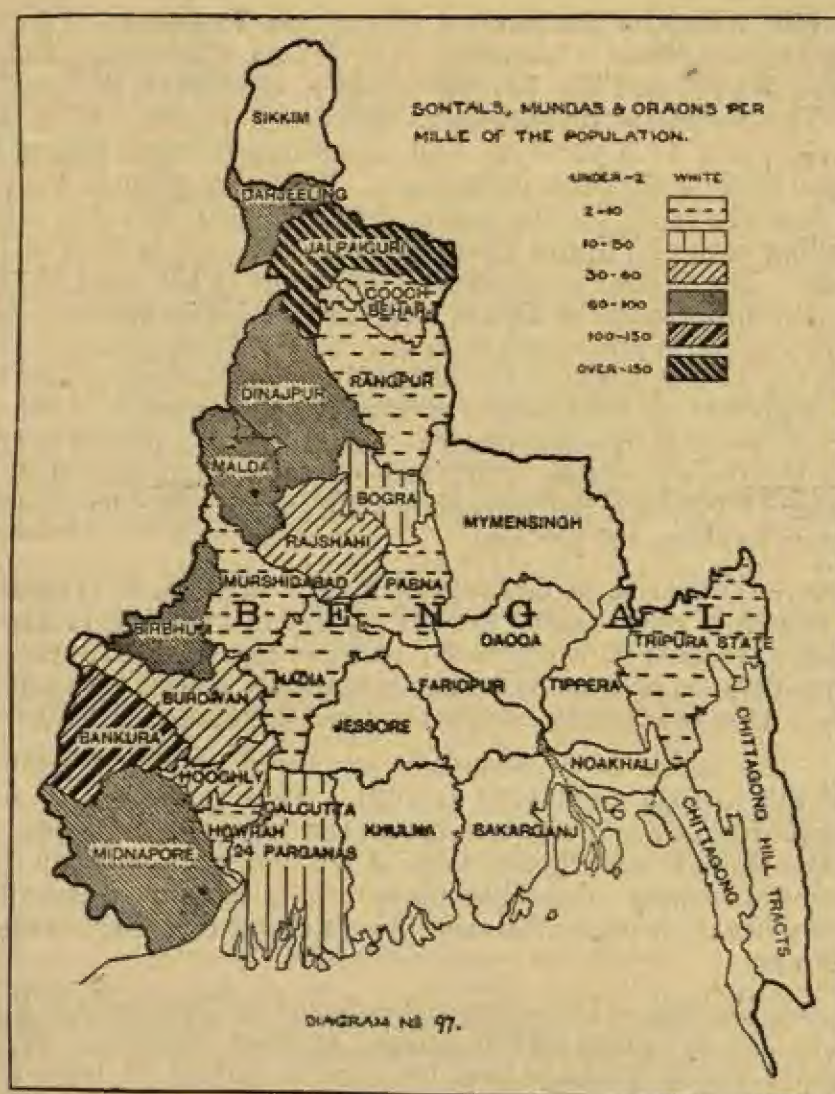 SONTALS, MUNDAS & ORAONS PER
MILLE OF THE POPULATION.
UNDER-2 WHITE
2-10
10-30
30-60
60-100
100-150
OVER-150
SIKKIM
DARJEELING
JALPAIGURI
COOCH
BEHAR
RANGPUR
DINAJPUR
MALDA
BOGRA
MYMENSINGH
RAJSHAHI
MURSHIDABAD
PABNA
BENGAL
BIRBHUM
DACCA
TRIPURA STATE
NADIA
FARIDPUR
TIPPERA
BURDWAN
JESSORE
BANKURA
CHITTAGONG HILL TRACTS
NOAKHALI
HOOGHLY
CALCUTTA
HOWRAH
KHULNA
BAKARGANJ
24 PARGANAS
MIDNAPORE
CHITTAGONG
DIAGRAM NO 97.